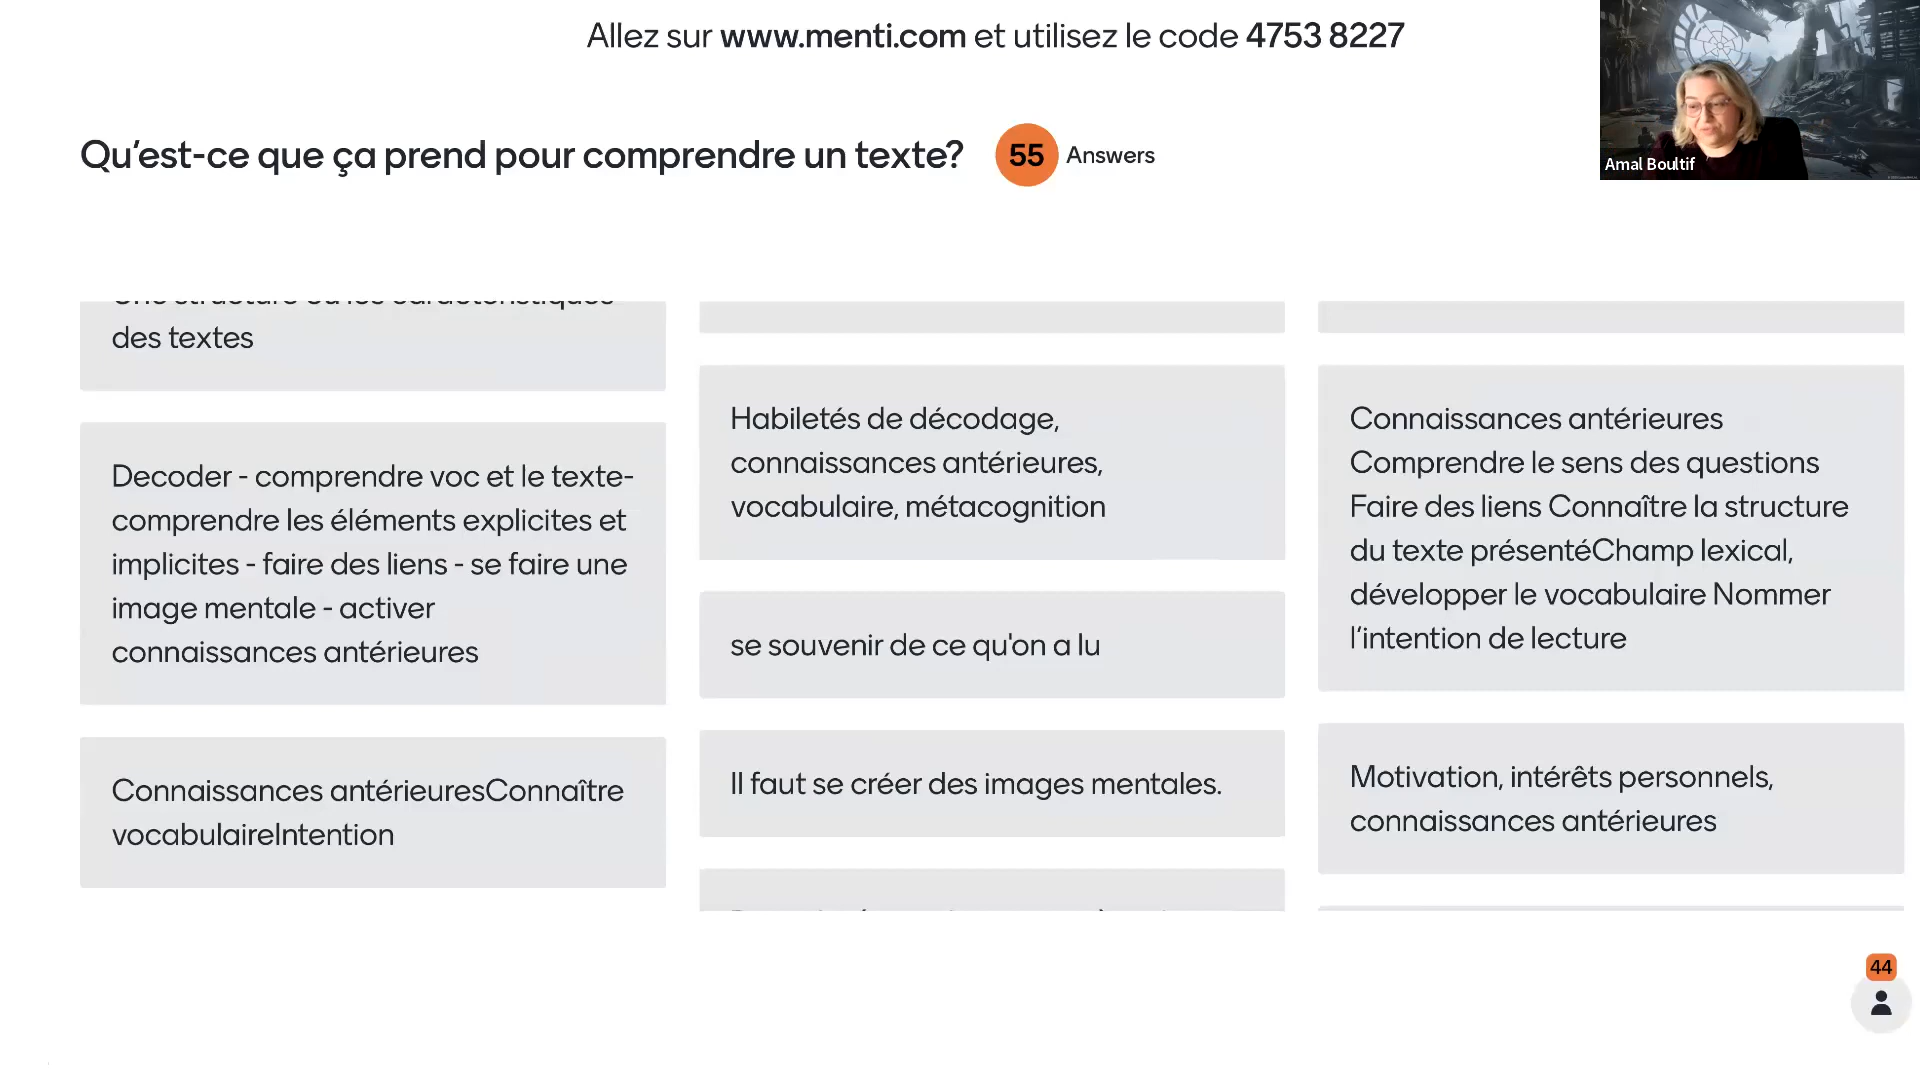 Allez sur www.menti.com et utilisez le code 4753 8227
Amal Boultif
Qu'est-ce que ça prend pour comprendre un texte?
55 Answers
des textes
Decoder - comprendre voc et le texte-
comprendre les éléments explicites et
implicites - faire des liens - se faire une
image mentale - activer
connaissances antérieures
Connaissances antérieuresConnaître
vocabulaireIntention
Habiletés de décodage,
connaissances antérieures,
vocabulaire, métacognition
se souvenir de ce qu'on a lu
Il faut se créer des images mentales.
Connaissances antérieures
Comprendre le sens des questions
Faire des liens Connaître la structure
du texte présentéChamp lexical,
développer le vocabulaire Nommer
l'intention de lecture
Motivation, intérêts personnels,
connaissances antérieures
44